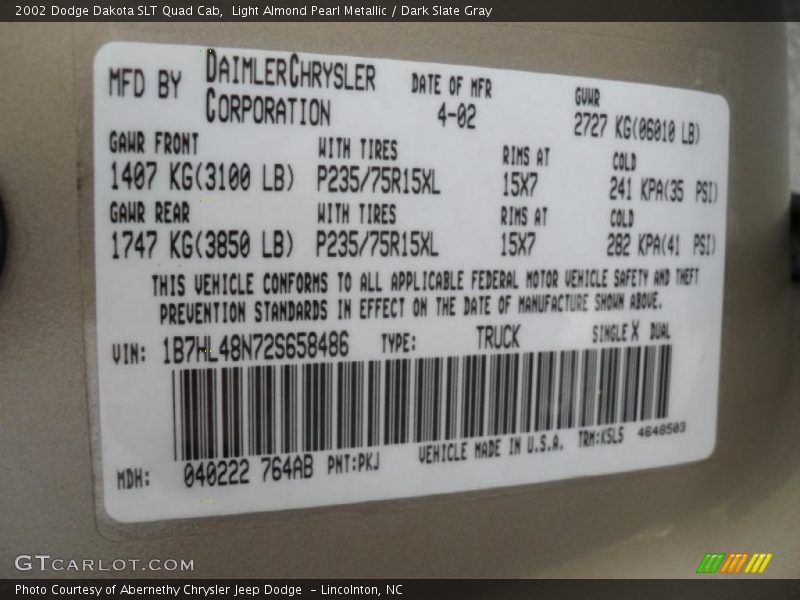 2002 Dodge Dakota SLT Quad Cab,  Light Almond Pearl Metallic / Dark Slate Gray
MFD BY DAIMLERCHRYSLER CORPORATION DATE OF MFR 4-02 GVWR 2727 KG(06010 LB)
GAWR FRONT WITH TIRES RIMS AT COLD
1407 KG(3100 LB) P235/75R15XL 15X7 241 KPA(35 PSI)
GAWR REAR WITH TIRES RIMS AT COLD
1747 KG(3850 LB) P235/75R15XL 15X7 282 KPA(41 PSI)
THIS VEHICLE CONFORMS TO ALL APPLICABLE FEDERAL MOTOR VEHICLE SAFETY AND THEFT
PREVENTION STANDARDS IN EFFECT ON THE DATE OF MANUFACTURE SHOWN ABOVE.
VIN: 1B7HL48N72S658486 TYPE: TRUCK SINGLE X DUAL
MDH: 040222 764AB PNT:PKJ VEHICLE MADE IN U.S.A. TRM:K5L5 4648503
GTCARLOT.COM
Photo Courtesy of Abernethy Chrysler Jeep Dodge  - Lincolnton, NC